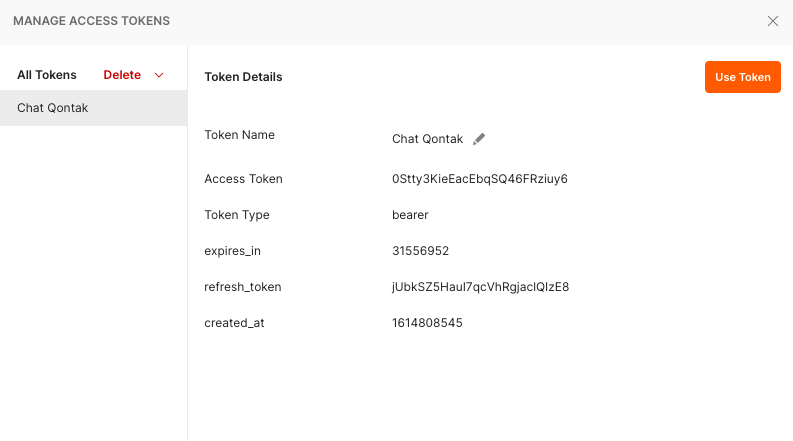 MANAGE ACCESS TOKENS
All Tokens Delete
Chat Qontak
Token Details
Use Token
Token Name Chat Qontak
Access Token 0Stty3KieEacEbqSQ46FRziuy6
Token Type bearer
expires_in 31556952
refresh_token jUbkSZ5HauI7qcVhRgjaclQIzE8
created_at 1614808545